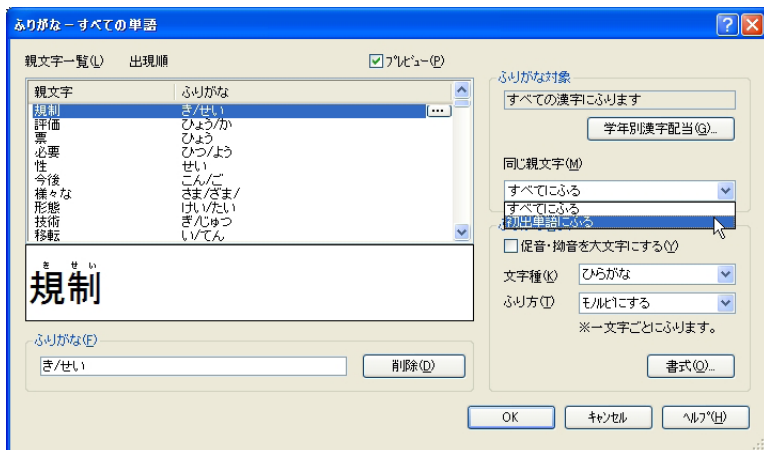 ふりがな－すべての単語
親文字一覧(L) 出現順 プレビュー(P)
親文字 ふりがな
規制 き/せい ...
評価 ひょう/か
票 ひょう
必要 ひつ/よう
性 せい
今後 こん/ご
様々な さま/ざま/
形態 けい/たい
技術 ぎ/じゅつ
移転 い/てん
き せい
規制
ふりがな(F)
き/せい 削除(D)
ふりがな対象
すべての漢字にふります
学年別漢字配当(G)...
同じ親文字(M)
すべてにふる
すべてにふる
初出単語にふる
促音・拗音を大文字にする(Y)
文字種(K) ひらがな
ふり方(T) モノルビにする
※一文字ごとにふります。
書式(O)...
OK キャンセル ヘルプ(H)